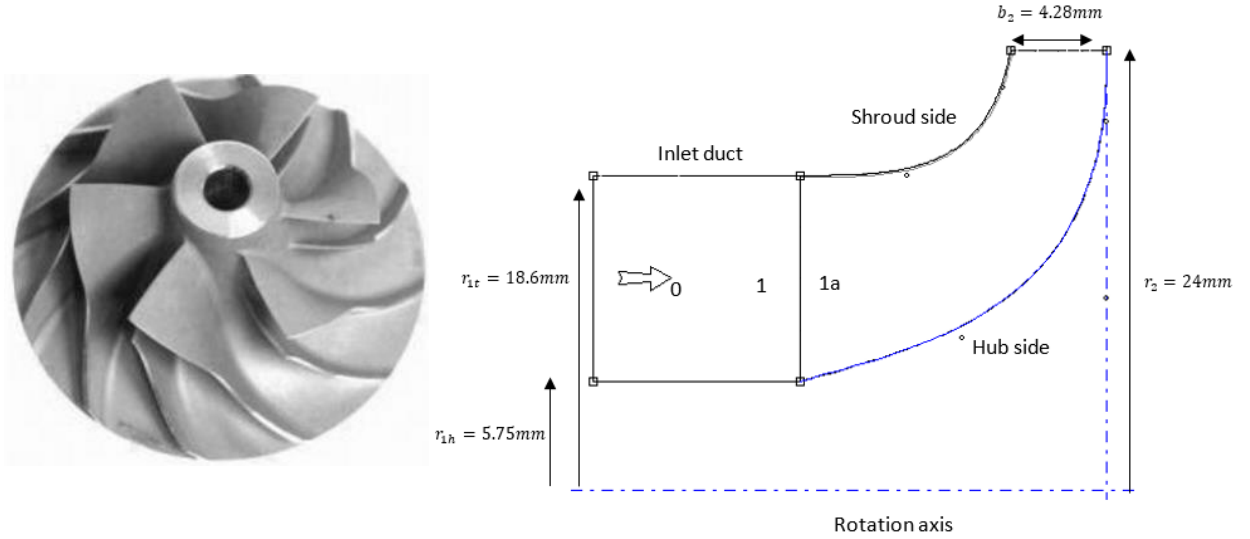 b₂ = 4.28mm
Shroud side
Inlet duct
r₁ₜ = 18.6mm
0
1
1a
r₂ = 24mm
Hub side
r₁ₕ = 5.75mm
Rotation axis